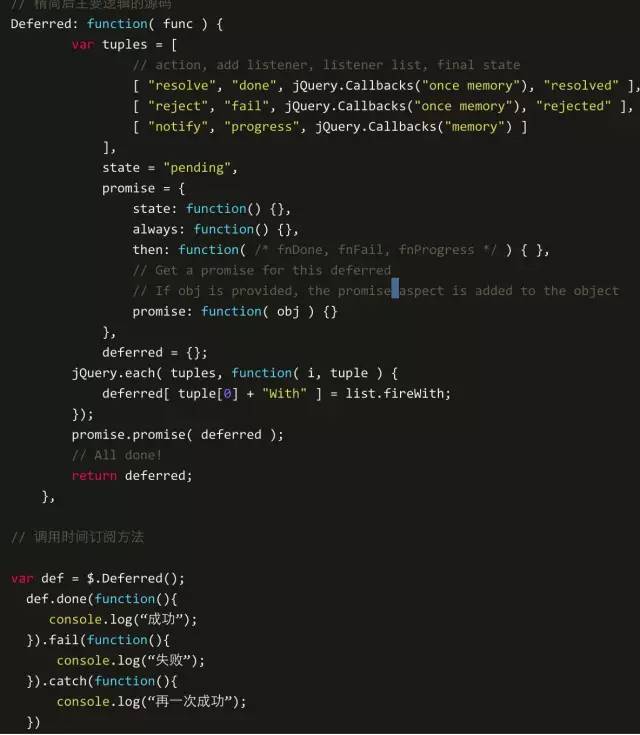 // 精简后主要逻辑的源码
Deferred: function( func ) {
var tuples = [
// action, add listener, listener list, final state
[ "resolve", "done", jQuery.Callbacks("once memory"), "resolved" ],
[ "reject", "fail", jQuery.Callbacks("once memory"), "rejected" ],
[ "notify", "progress", jQuery.Callbacks("memory") ]
],
state = "pending",
promise = {
state: function() {},
always: function() {},
then: function( /* fnDone, fnFail, fnProgress */ ) { },
// Get a promise for this deferred
// If obj is provided, the promise aspect is added to the object
promise: function( obj ) {}
},
deferred = {};
jQuery.each( tuples, function( i, tuple ) {
deferred[ tuple[0] + "With" ] = list.fireWith;
});
promise.promise( deferred );
// All done!
return deferred;
},
// 调用时间订阅方法
var def = $.Deferred();
def.done(function(){
console.log(“成功”);
}).fail(function(){
console.log(“失败”);
}).catch(function(){
console.log(“再一次成功”);
})